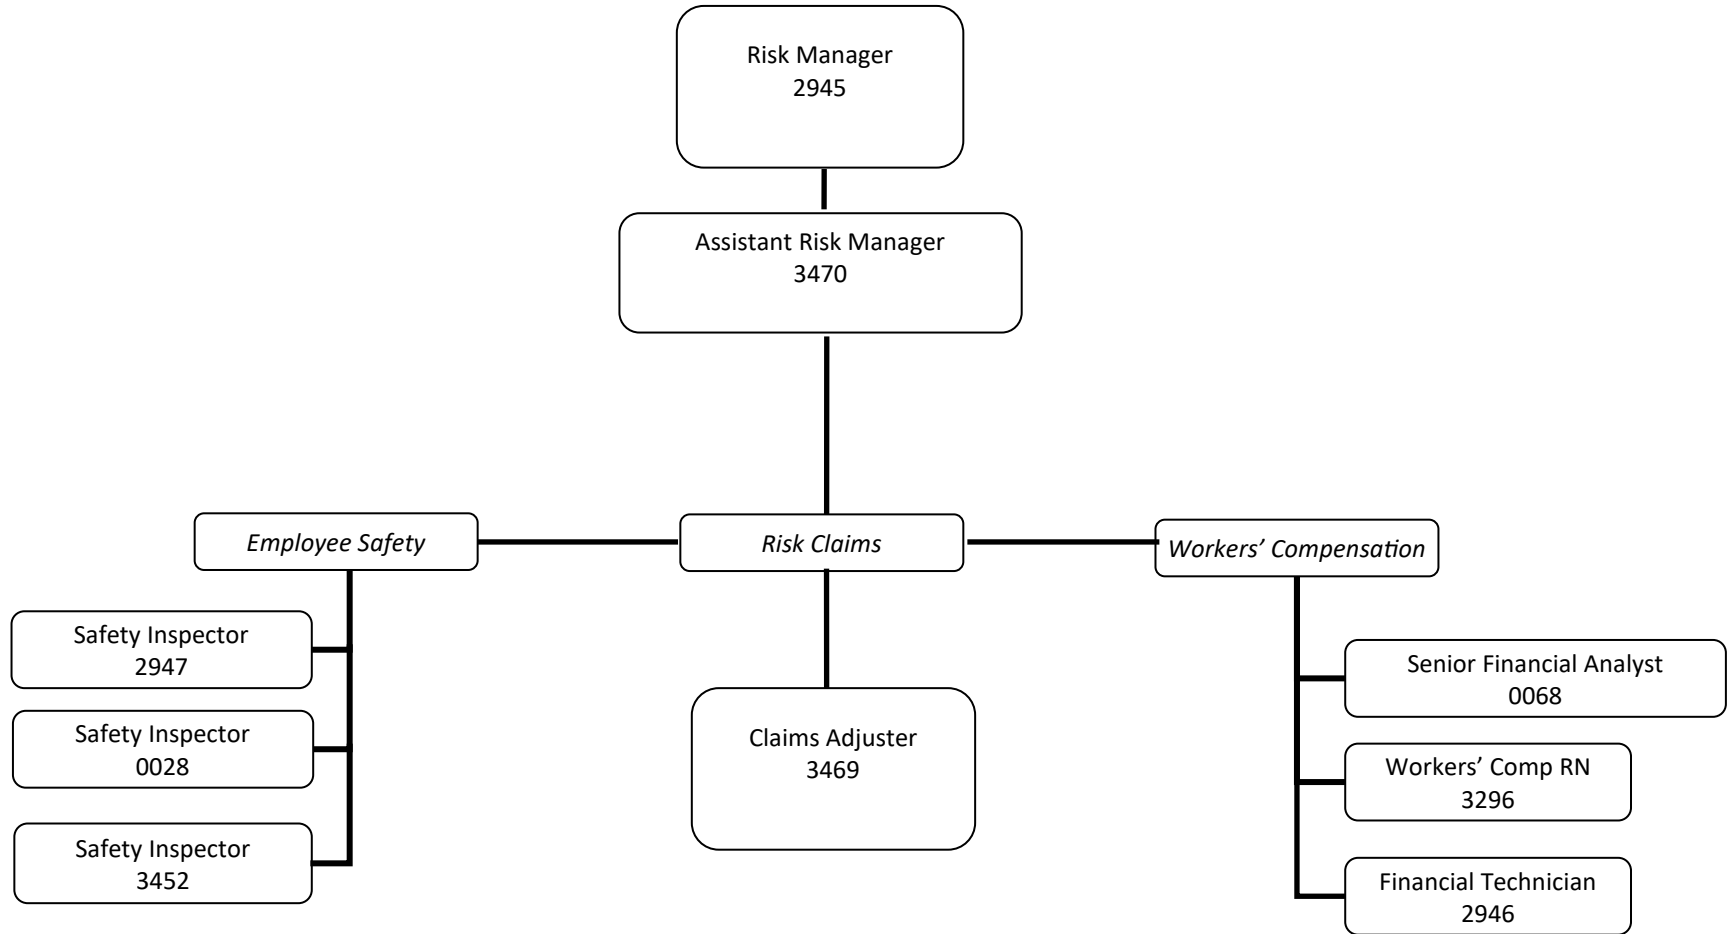 Risk Manager
2945
Assistant Risk Manager
3470
Employee Safety
Risk Claims
Workers’ Compensation
Safety Inspector
2947
Safety Inspector
0028
Safety Inspector
3452
Claims Adjuster
3469
Senior Financial Analyst
0068
Workers’ Comp RN
3296
Financial Technician
2946